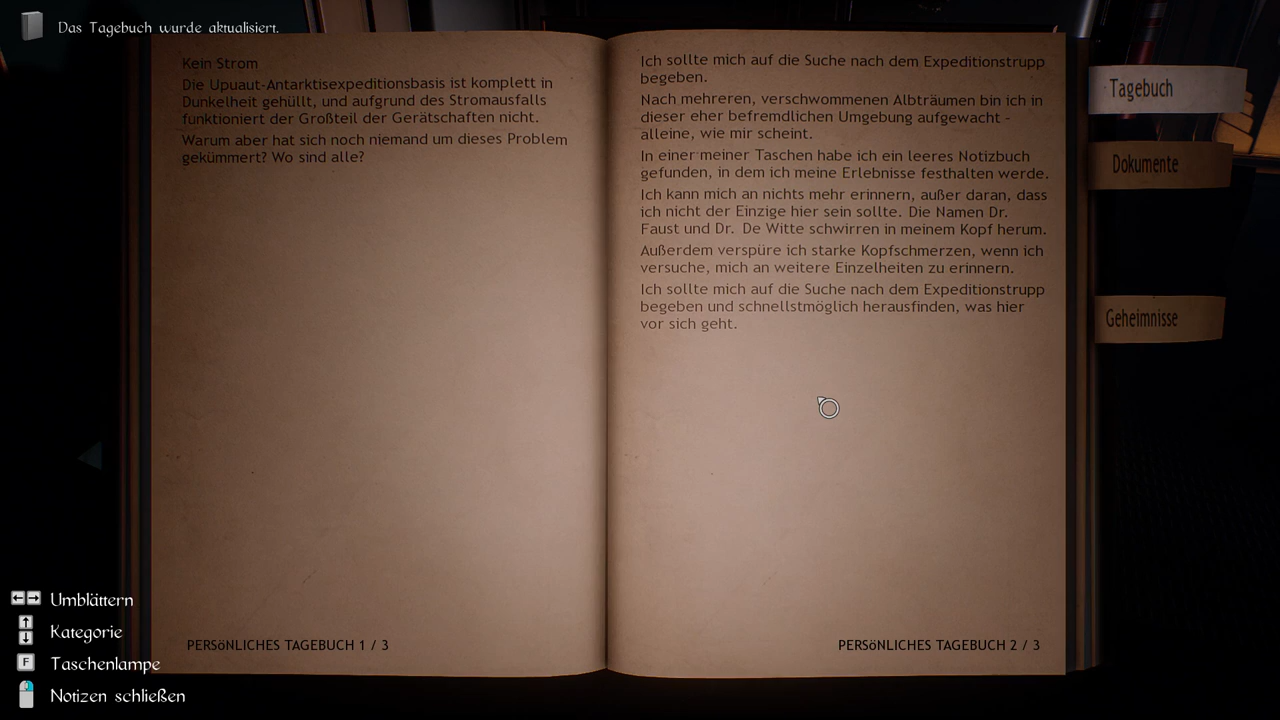 Das Tagebuch wurde aktualisiert.
Kein Strom
Die Upuaut-Antarktisexpeditionsbasis ist komplett in
Dunkelheit gehüllt, und aufgrund des Stromausfalls
funktioniert der Großteil der Gerätschaften nicht.
Warum aber hat sich noch niemand um dieses Problem
gekümmert? Wo sind alle?
PERSöNLICHES TAGEBUCH 1 / 3
Ich sollte mich auf die Suche nach dem Expeditionstrupp
begeben.
Nach mehreren, verschwommenen Albträumen bin ich in
dieser eher befremdlichen Umgebung aufgewacht -
alleine, wie mir scheint.
In einer meiner Taschen habe ich ein leeres Notizbuch
gefunden, in dem ich meine Erlebnisse festhalten werde.
Ich kann mich an nichts mehr erinnern, außer daran, dass
ich nicht der Einzige hier sein sollte. Die Namen Dr.
Faust und Dr. De Witte schwirren in meinem Kopf herum.
Außerdem verspüre ich starke Kopfschmerzen, wenn ich
versuche, mich an weitere Einzelheiten zu erinnern.
Ich sollte mich auf die Suche nach dem Expeditionstrupp
begeben und schnellstmöglich herausfinden, was hier
vor sich geht.
PERSöNLICHES TAGEBUCH 2 / 3
Tagebuch
Dokumente
Geheimnisse
Umblättern
Kategorie
F Taschenlampe
Notizen schließen